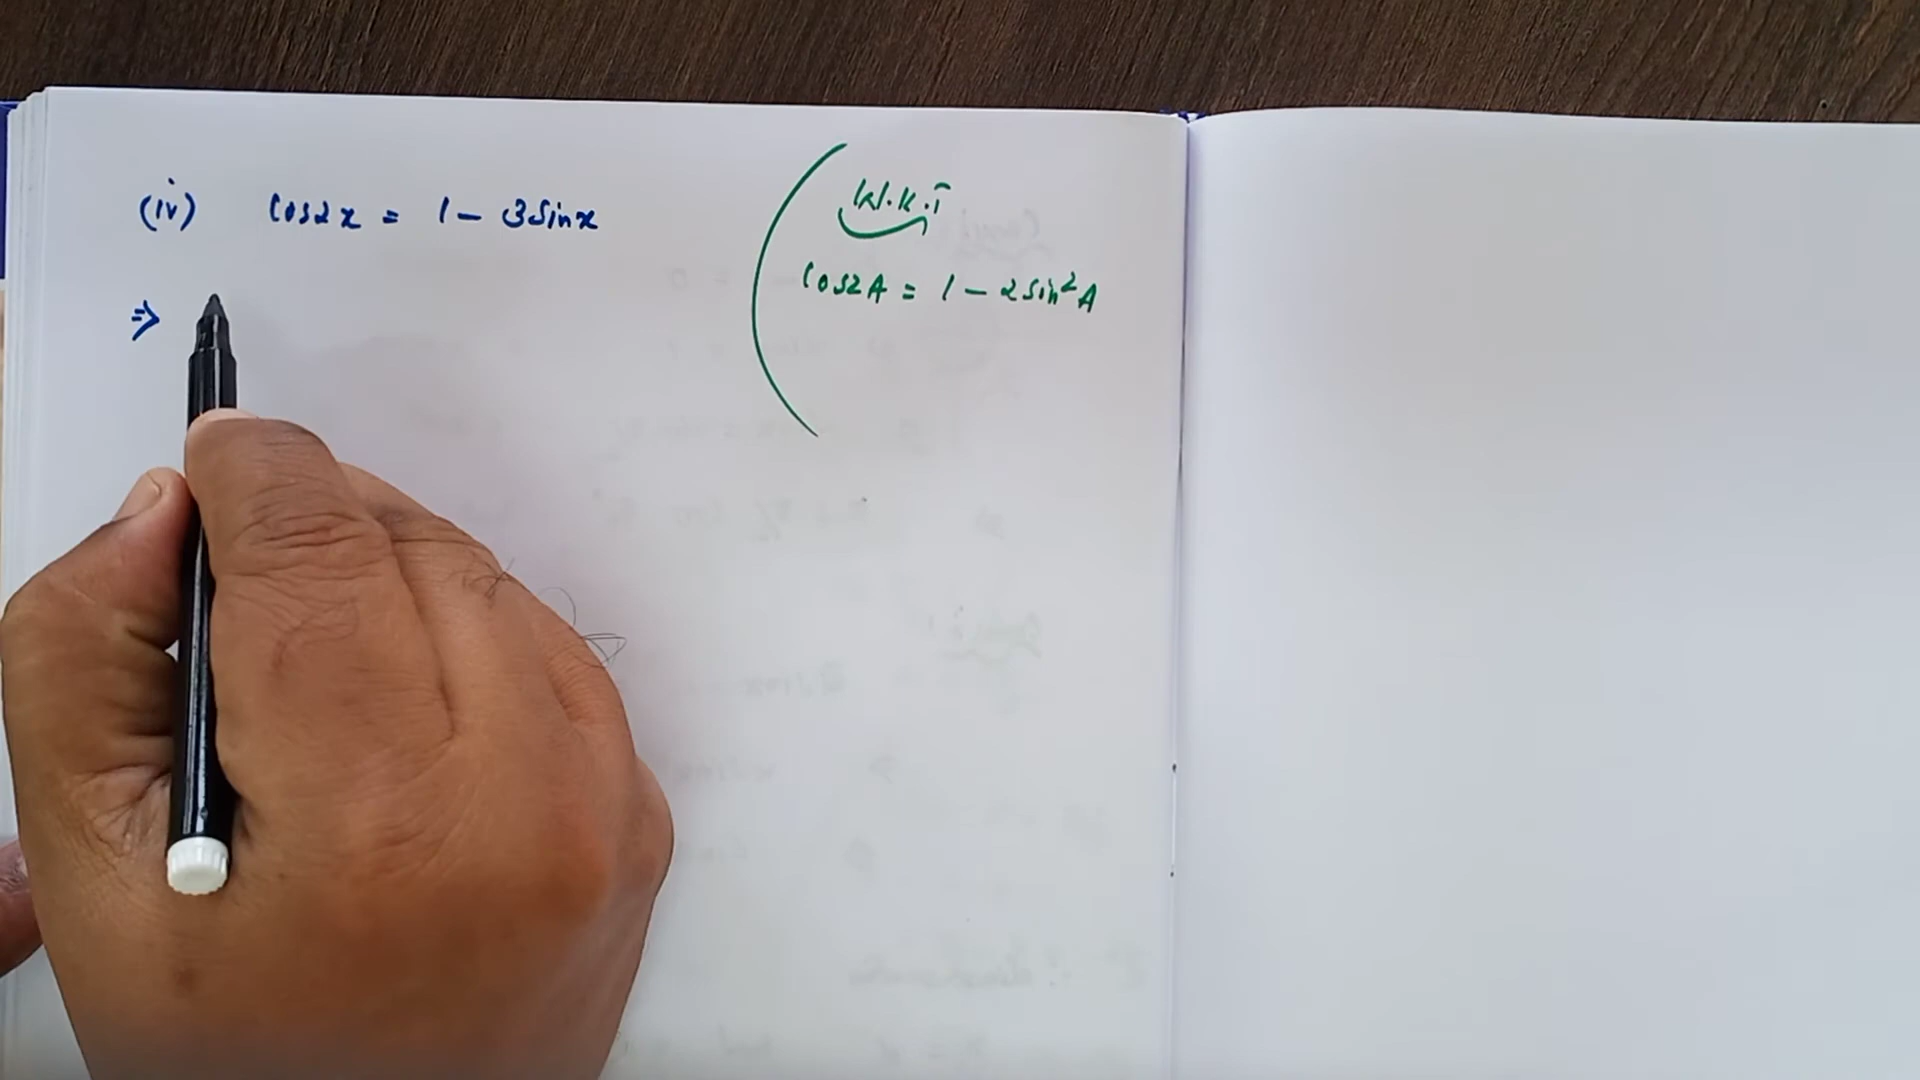 (iv) cos2x = 1 - 3sinx
⇒
W.K.T
cos2A = 1 - 2sin²A